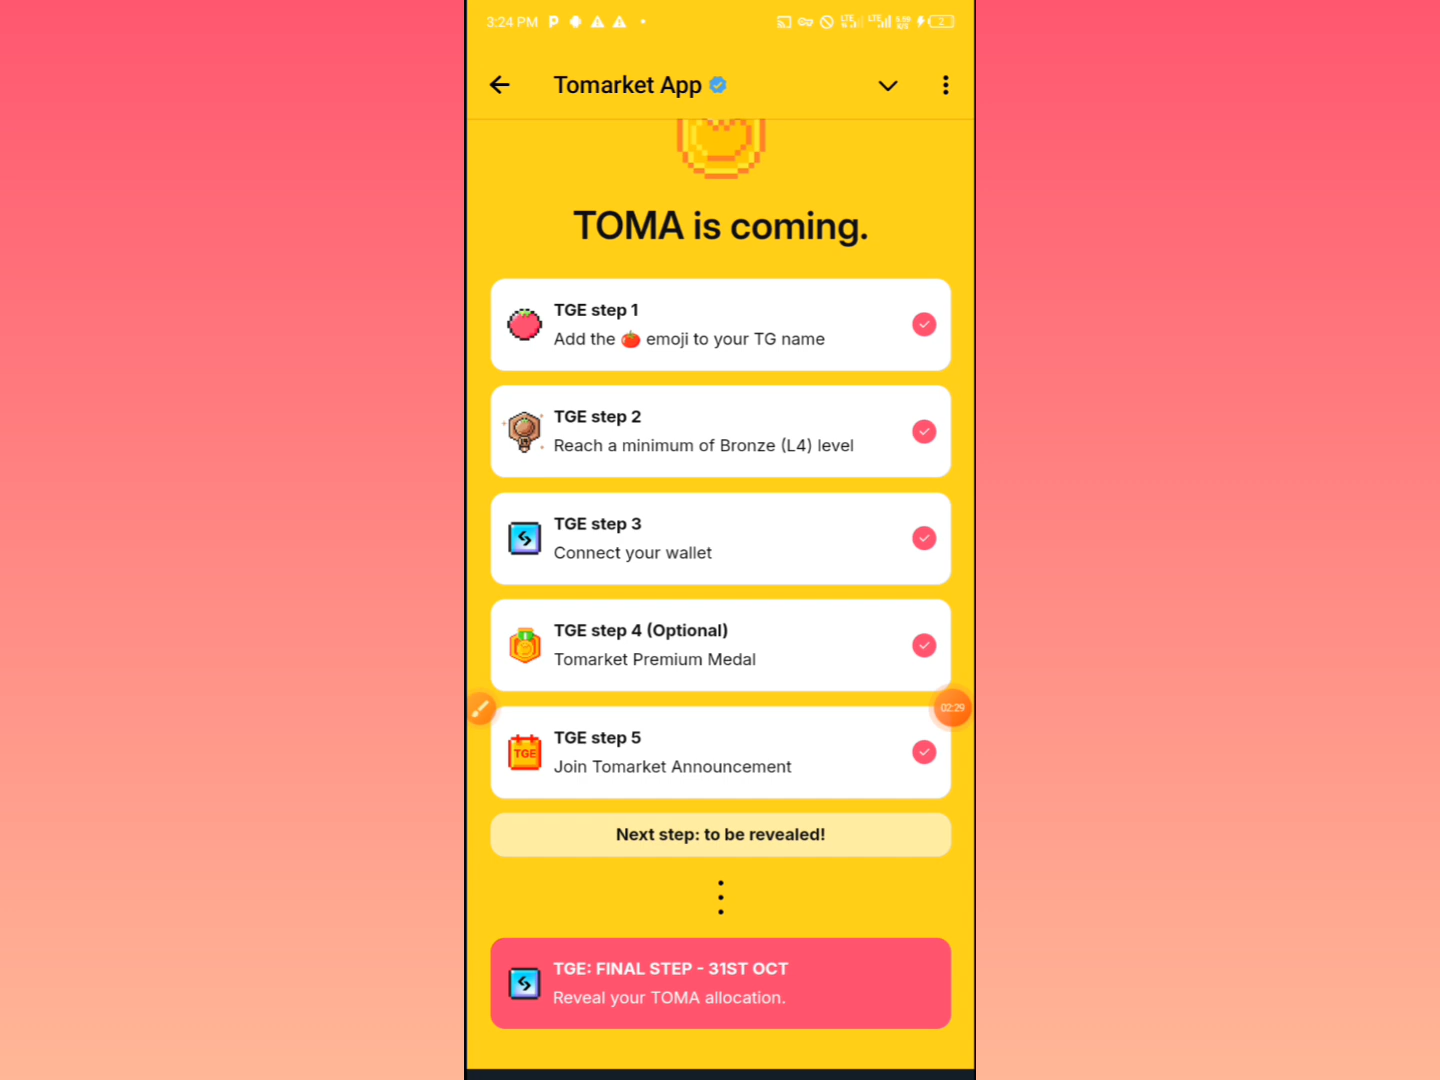 3:24 PM
2
Tomarket App
TOMA is coming.
TGE step 1
Add the 🍅 emoji to your TG name
TGE step 2
Reach a minimum of Bronze (L4) level
TGE step 3
Connect your wallet
TGE step 4 (Optional)
Tomarket Premium Medal
02:29
TGE
TGE step 5
Join Tomarket Announcement
Next step: to be revealed!
TGE: FINAL STEP - 31ST OCT
Reveal your TOMA allocation.